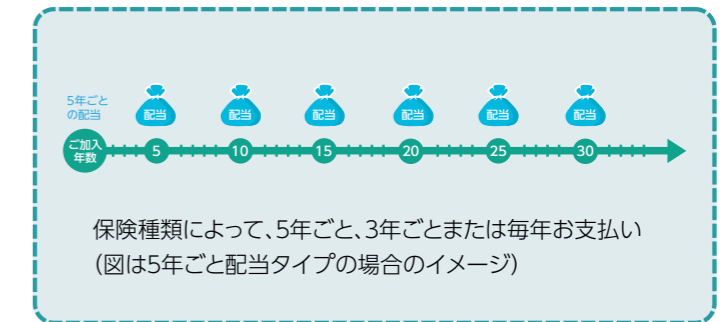 5年ごと
の配当
配当 配当 配当 配当 配当 配当
ご加入
年数
5 10 15 20 25 30
保険種類によって、5年ごと、3年ごとまたは毎年お支払い
（図は5年ごと配当タイプの場合のイメージ）